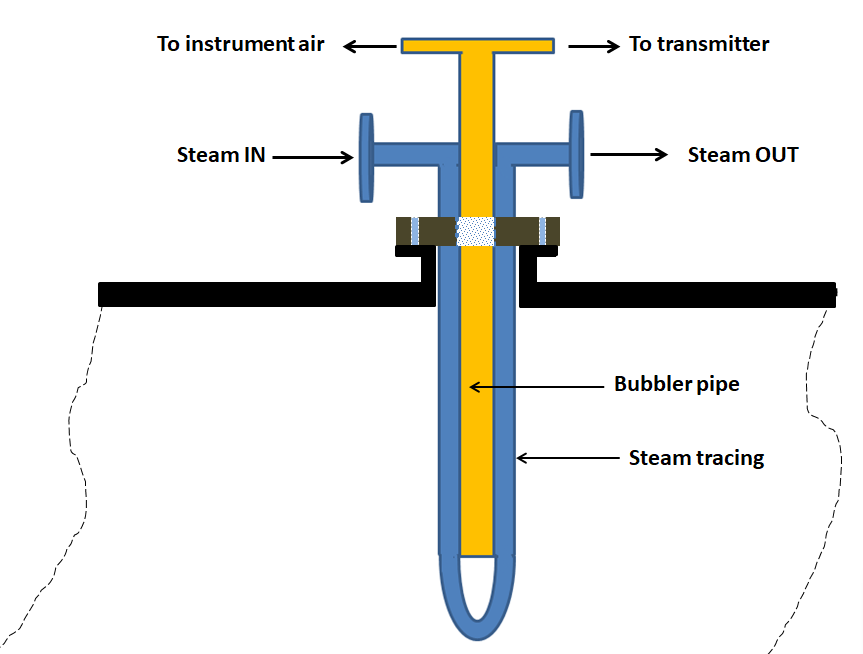 To instrument air
To transmitter
Steam IN
Steam OUT
Bubbler pipe
Steam tracing